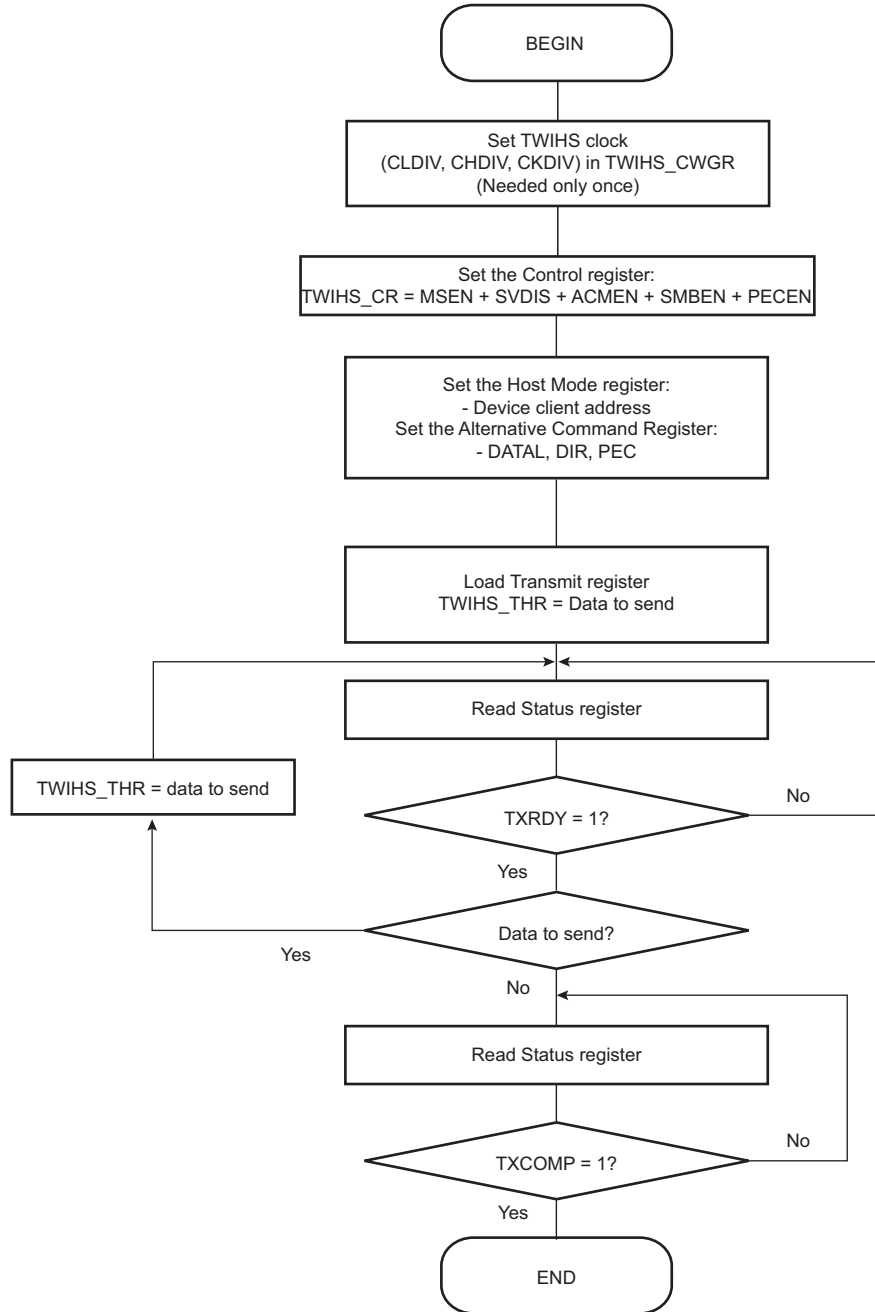 BEGIN
Set TWIHS clock
(CLDIV, CHDIV, CKDIV) in TWIHS_CWGR
(Needed only once)
Set the Control register:
TWIHS_CR = MSEN + SVDIS + ACMEN + SMBEN + PECEN
Set the Host Mode register:
- Device client address
Set the Alternative Command Register:
- DATAL, DIR, PEC
Load Transmit register
TWIHS_THR = Data to send
Read Status register
TWIHS_THR = data to send
TXRDY = 1?
No
Yes
Data to send?
Yes
No
Read Status register
TXCOMP = 1?
No
Yes
END